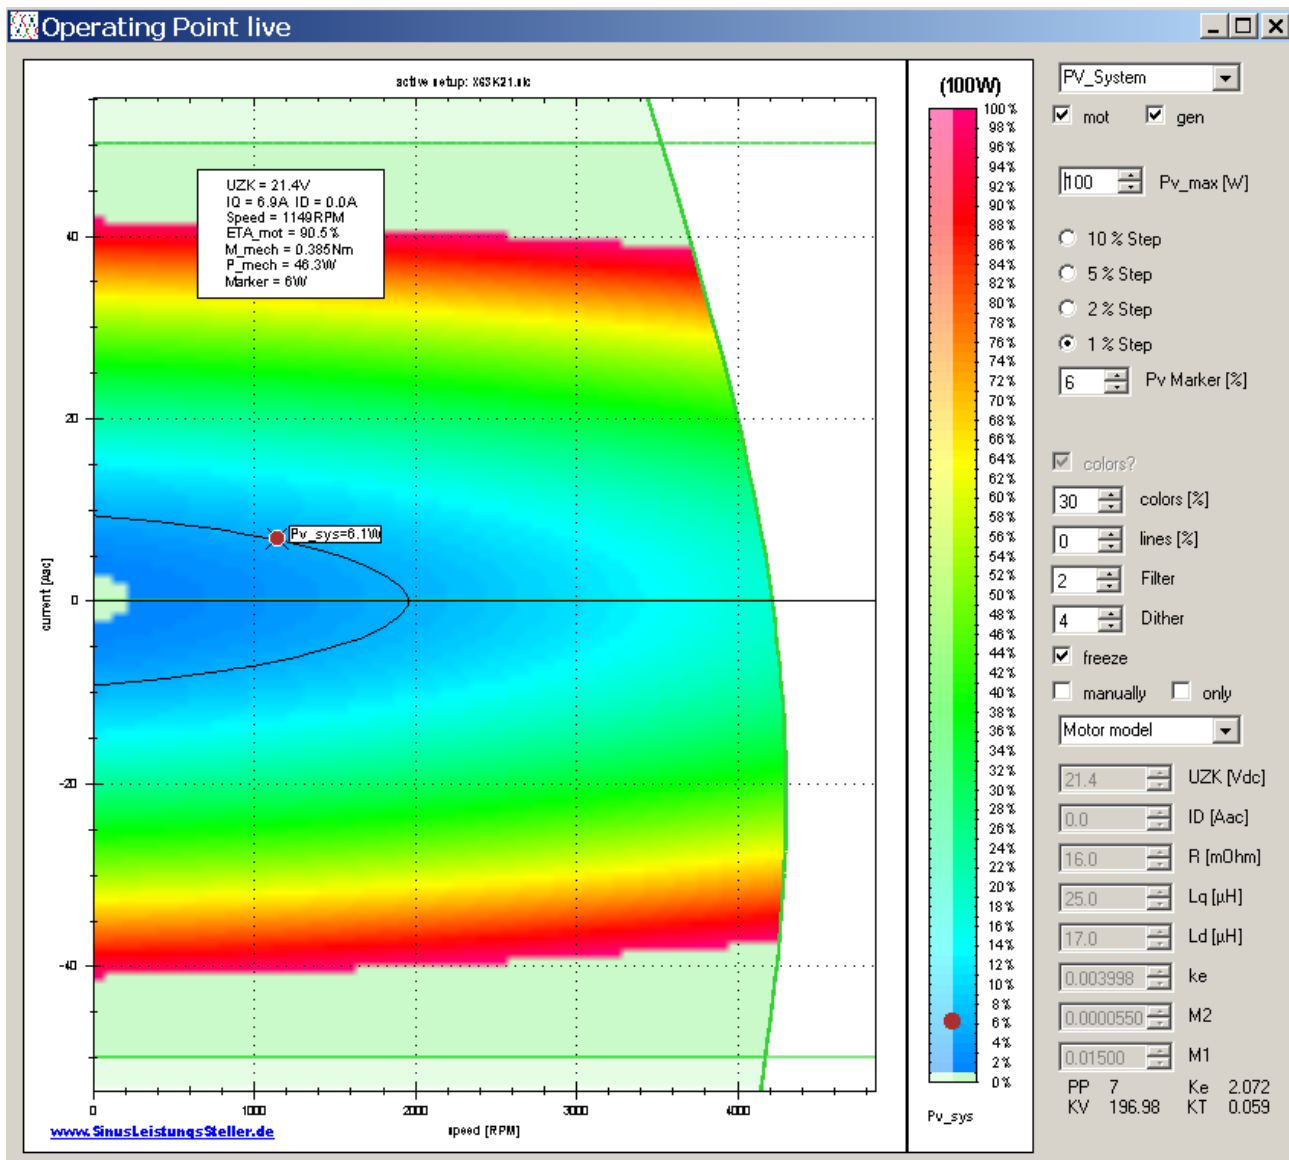 Operating Point live
active setup: X63K21.nlc
UZK = 21.4V
IQ = 6.9A ID = 0.0A
Speed = 1149RPM
ETA_mot = 90.5%
M_mech = 0.385Nm
P_mech = 46.3W
Marker = 6W
Pv_sys=6.1W
40
20
0
-20
-40
current [Aac]
0
1000
2000
3000
4000
speed [RPM]
www.SinusLeistungsSteller.de
(100W)
100%
98%
96%
94%
92%
90%
88%
86%
84%
82%
80%
78%
76%
74%
72%
70%
68%
66%
64%
62%
60%
58%
56%
54%
52%
50%
48%
46%
44%
42%
40%
38%
36%
34%
32%
30%
28%
26%
24%
22%
20%
18%
16%
14%
12%
10%
8%
6%
4%
2%
0%
Pv_sys
PV_System
mot gen
100 Pv_max [W]
10 % Step
5 % Step
2 % Step
1 % Step
6 Pv Marker [%]
colors?
30 colors [%]
0 lines [%]
2 Filter
4 Dither
freeze
manually only
Motor model
21.4 UZK [Vdc]
0.0 ID [Aac]
16.0 R [mOhm]
25.0 Lq [µH]
17.0 Ld [µH]
0.003998 ke
0.0000550 M2
0.01500 M1
PP 7 Ke 2.072
KV 196.98 KT 0.059